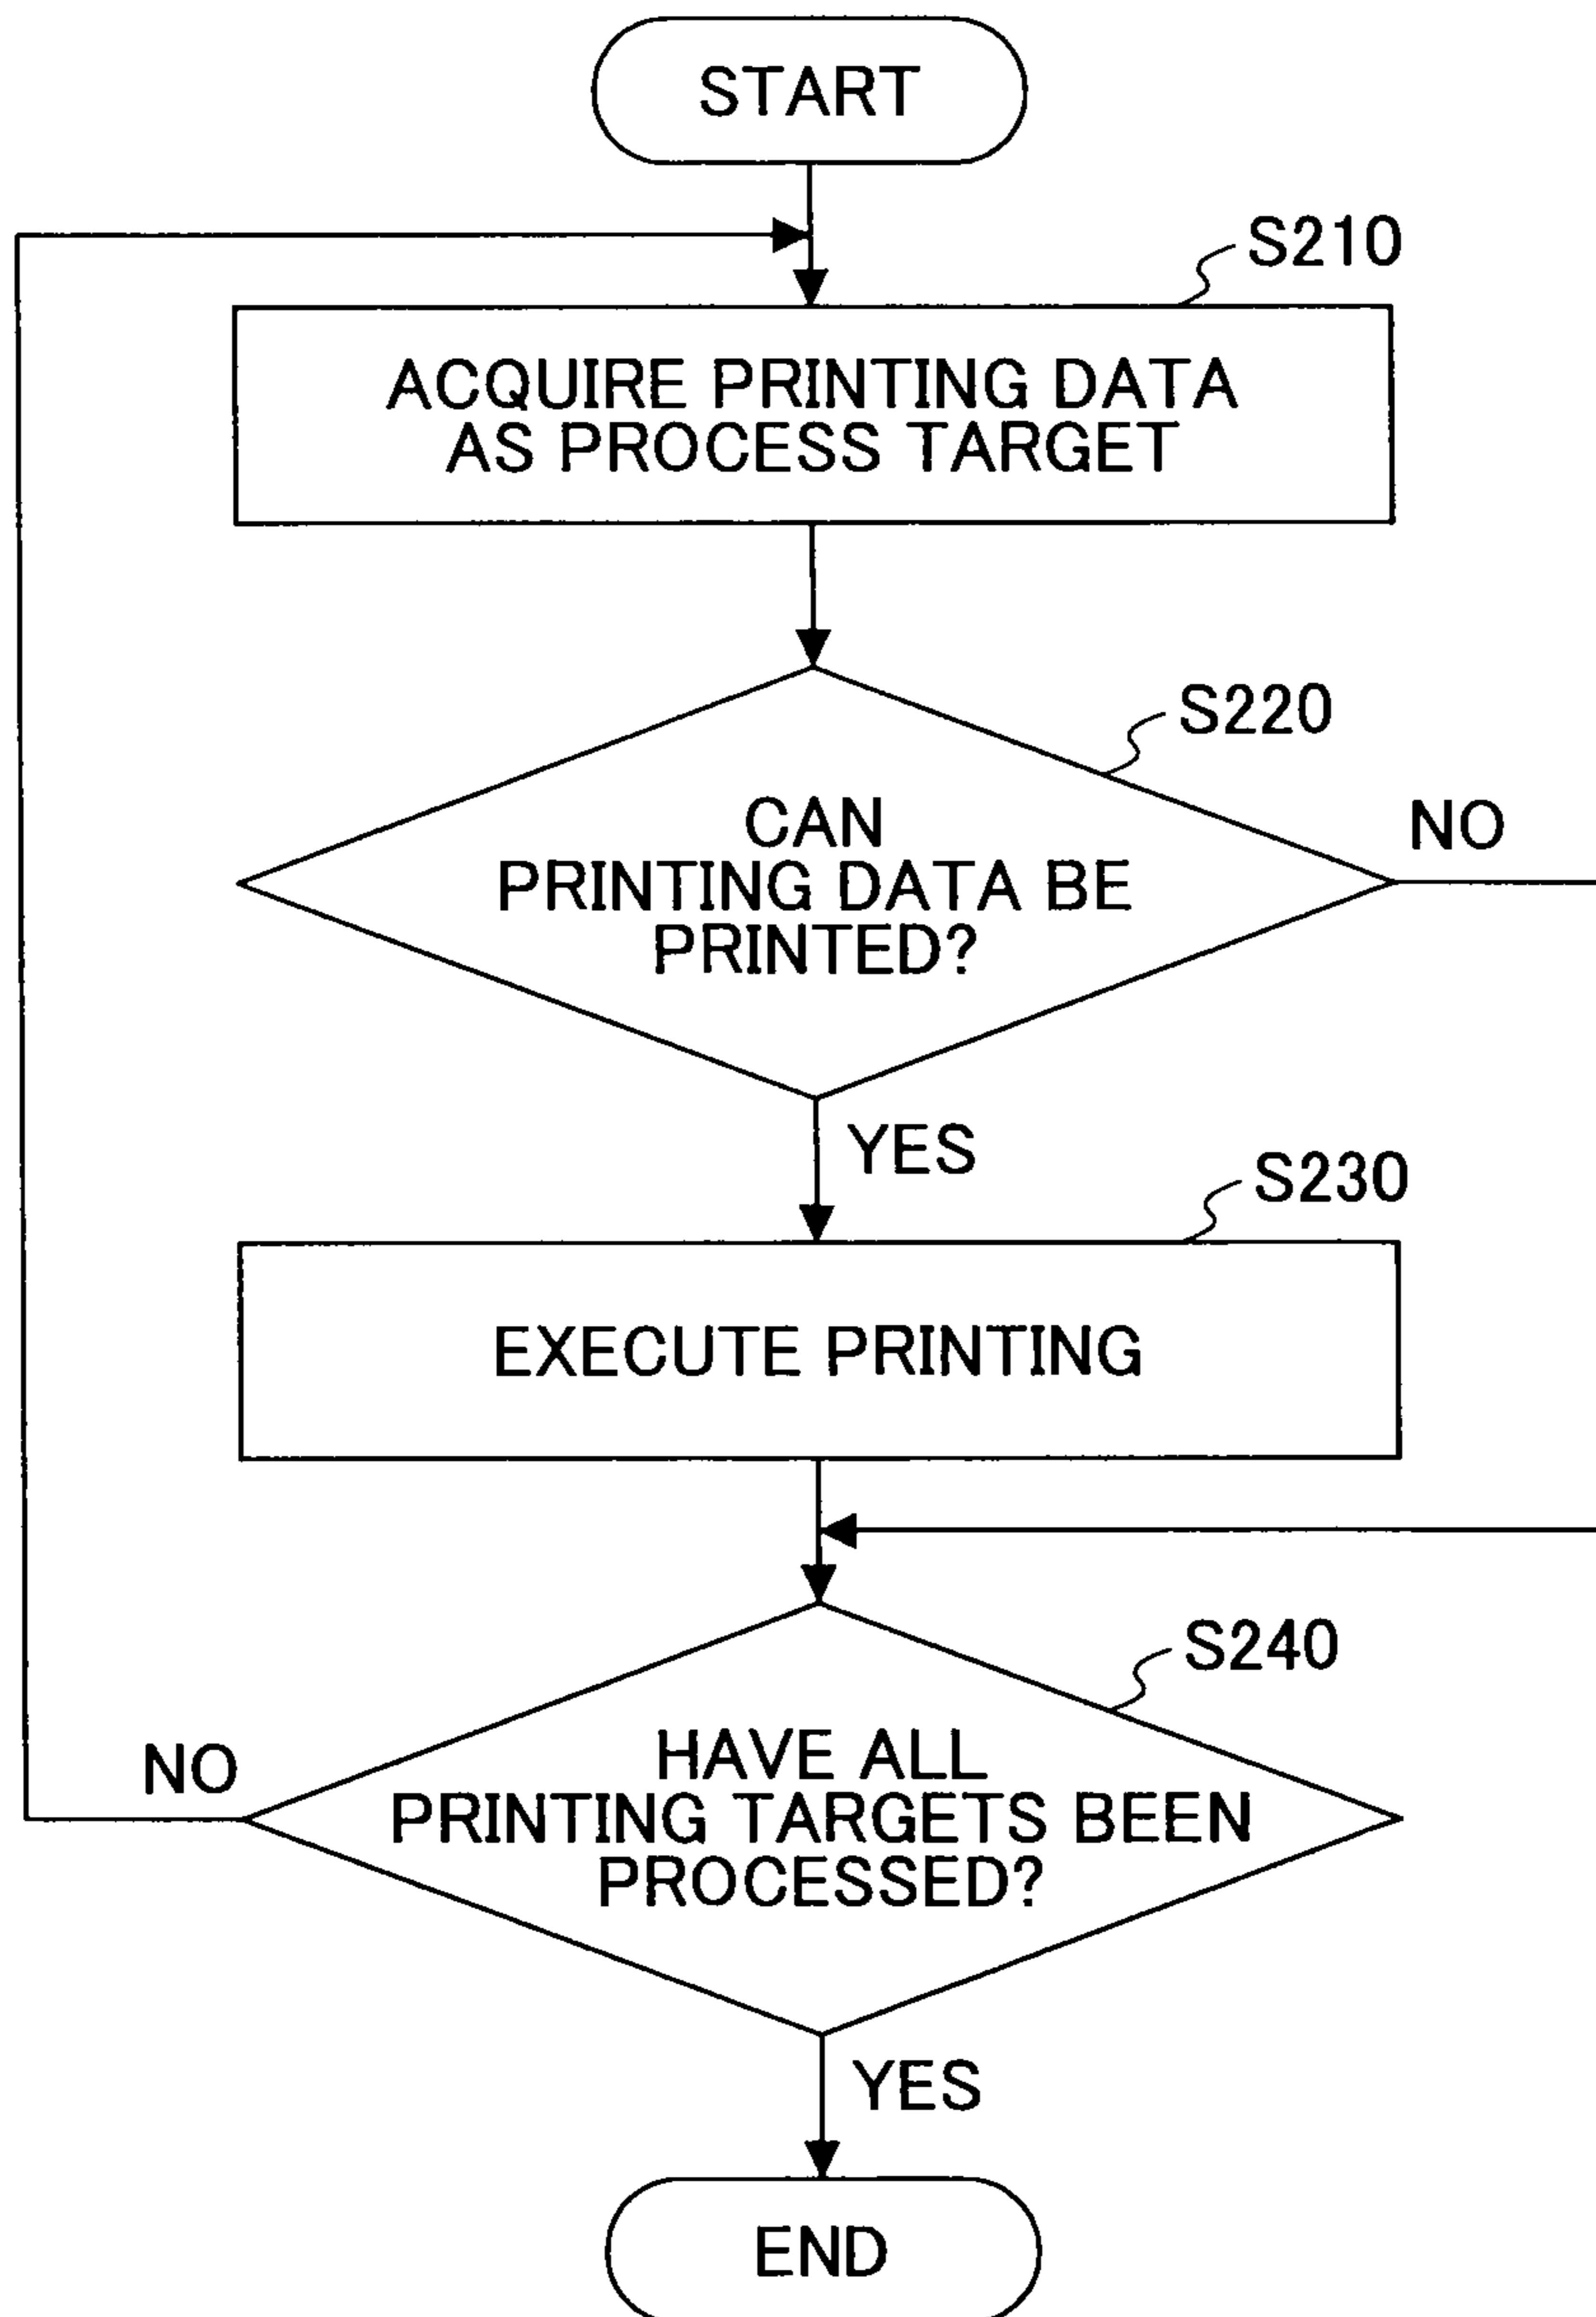 START
S210
ACQUIRE PRINTING DATA
AS PROCESS TARGET
S220
CAN
PRINTING DATA BE
PRINTED?
NO
YES
S230
EXECUTE PRINTING
S240
HAVE ALL
PRINTING TARGETS BEEN
PROCESSED?
NO
YES
END